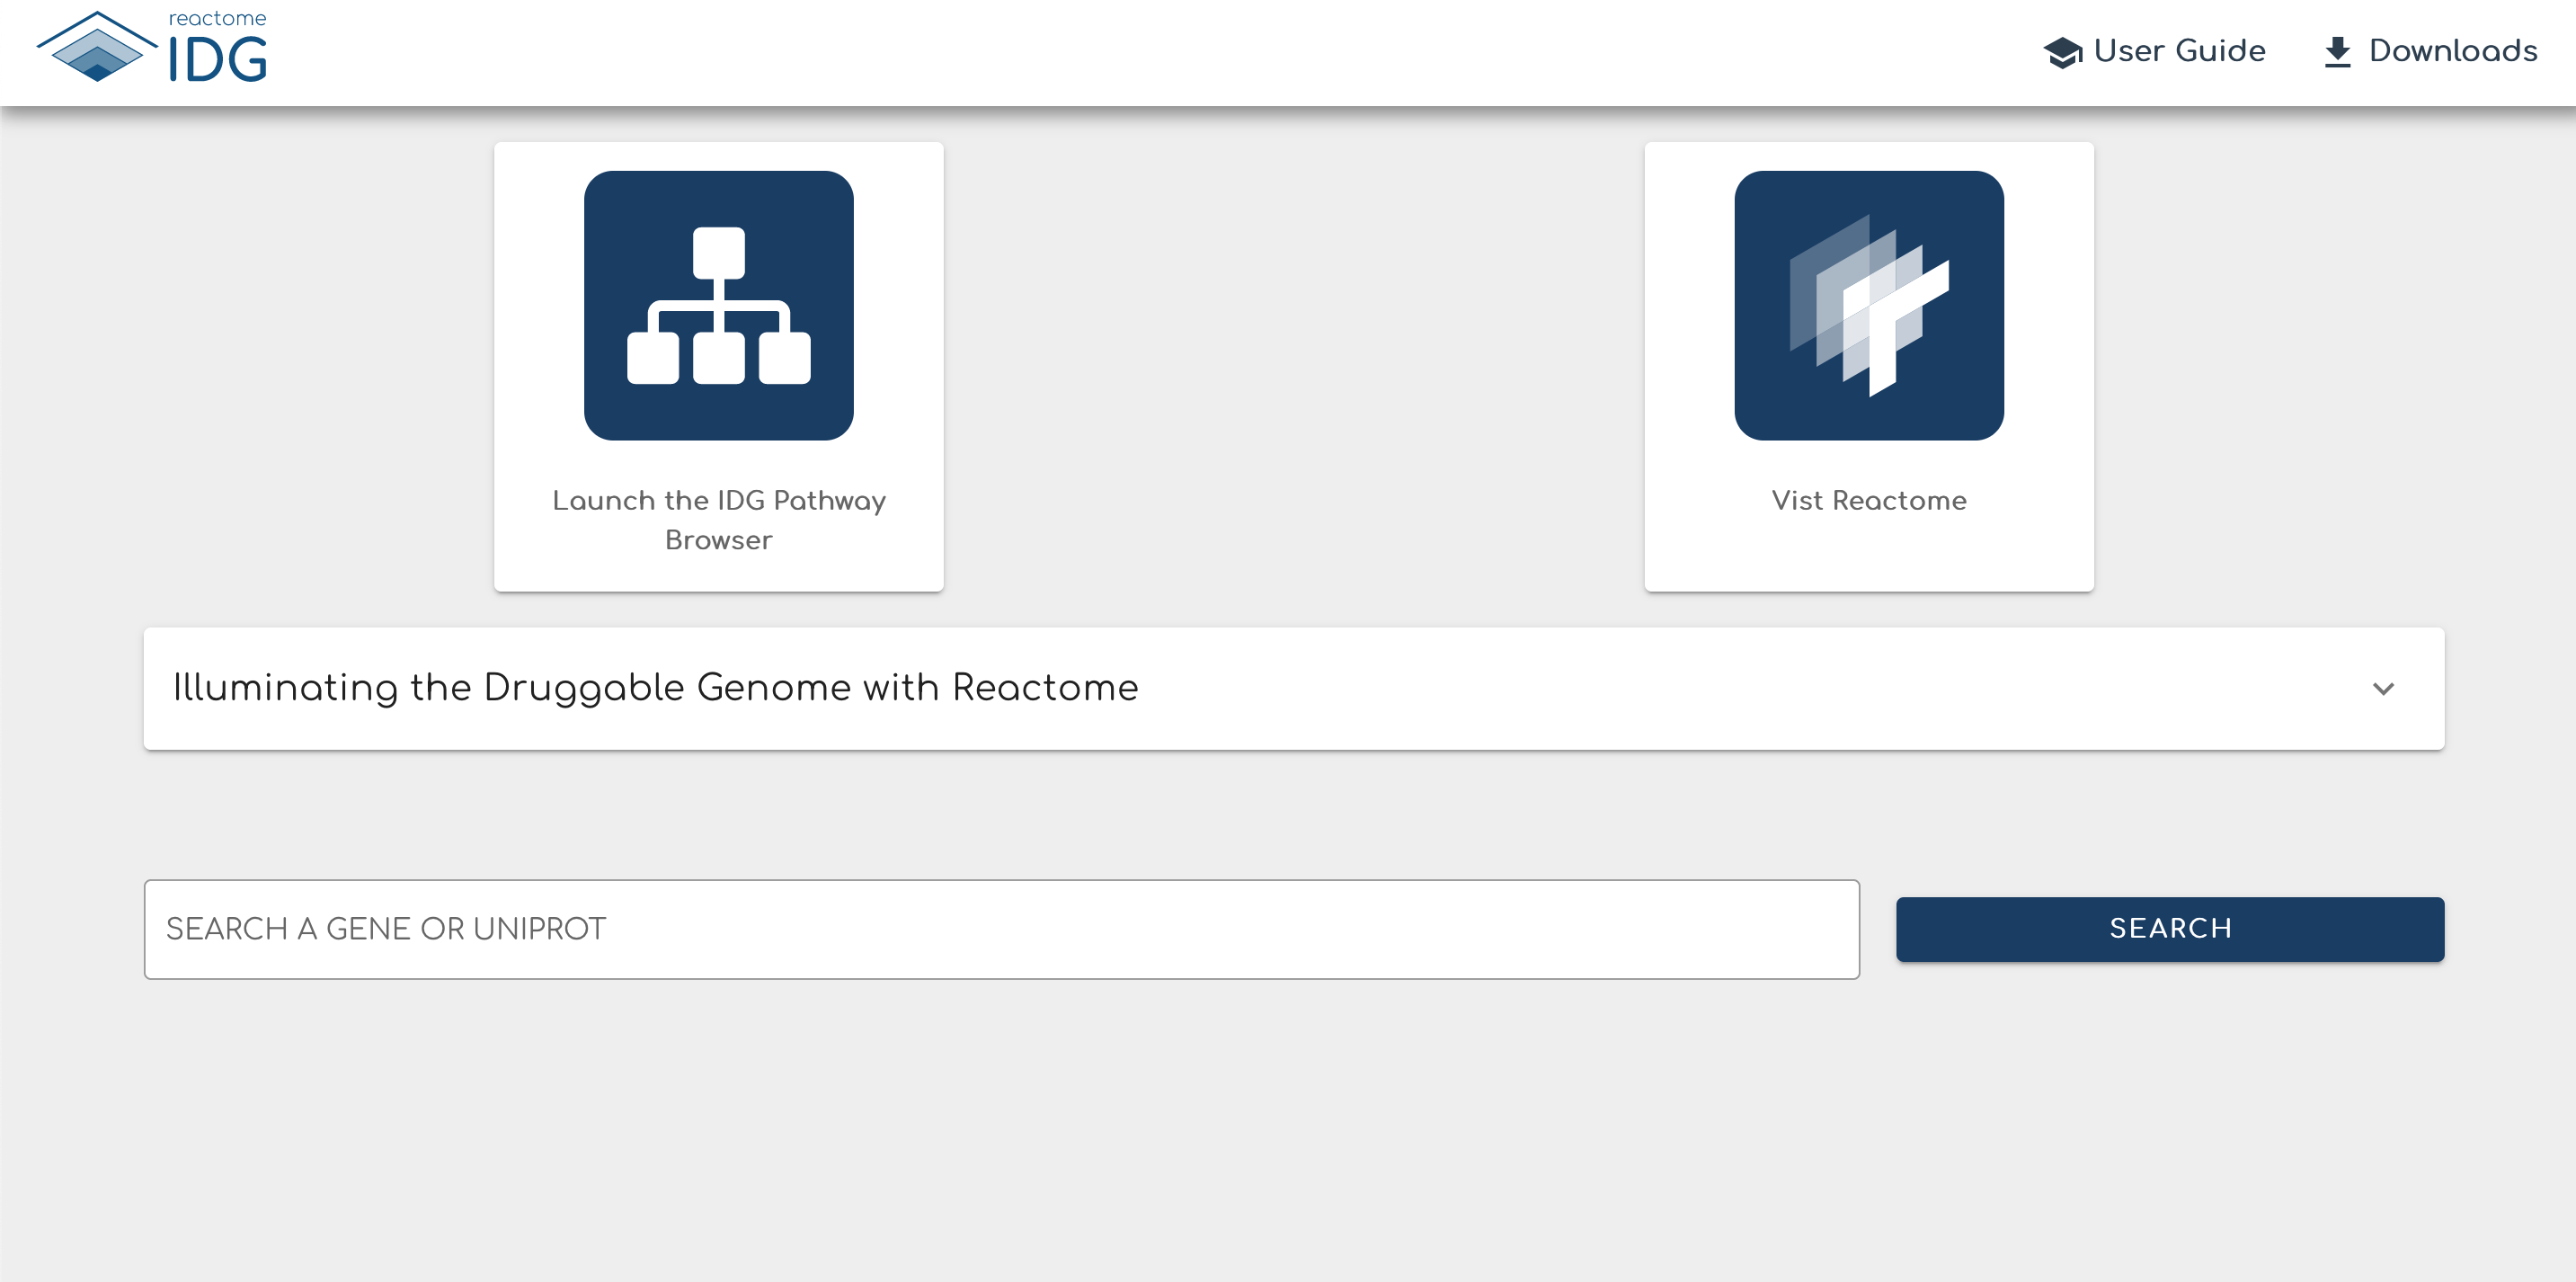 reactome
IDG
User Guide
Downloads
Launch the IDG Pathway
Browser
Vist Reactome
Illuminating the Druggable Genome with Reactome
SEARCH A GENE OR UNIPROT
SEARCH